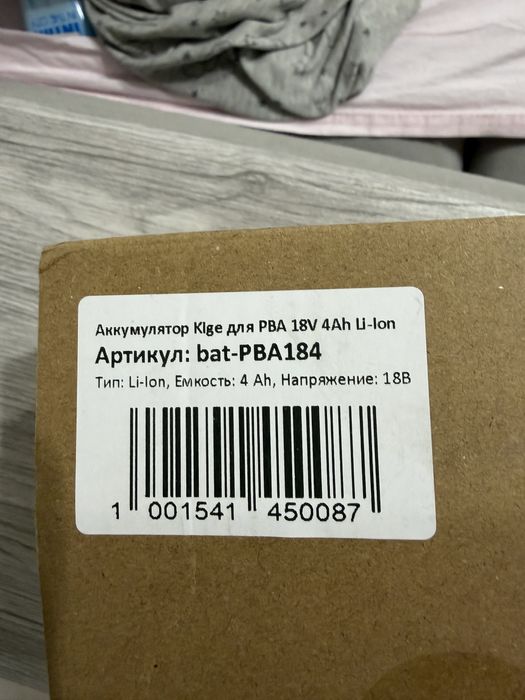 Аккумулятор Klge для PBA 18V 4Ah Li-Ion
Артикул: bat-PBA184
Тип: Li-Ion, Емкость: 4 Ah, Напряжение: 18В
1 001541 450087